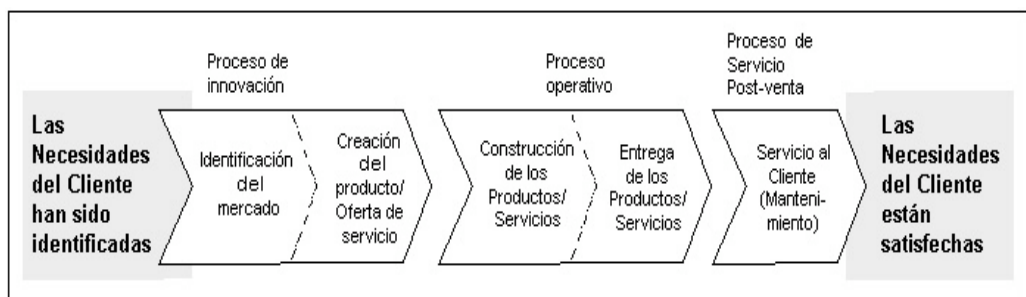 Proceso de
innovación
Proceso
operativo
Proceso de
Servicio
Post-venta
Las
Necesidades
del Cliente
han sido
identificadas
Identificación
del
mercado
Creación
del
producto/
Oferta de
servicio
Construcción
de los
Productos/
Servicios
Entrega
de los
Productos/
Servicios
Servicio al
Cliente
(Manteni-
miento)
Las
Necesidades
del Cliente
están
satisfechas